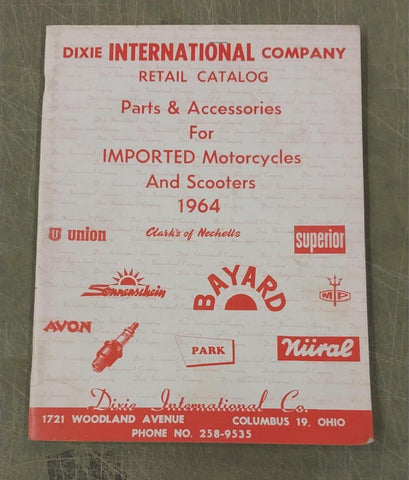 DIXIE INTERNATIONAL COMPANY
RETAIL CATALOG
Parts & Accessories
For
IMPORTED Motorcycles
And Scooters
1964
union
Clark's of Nechells
superior
Sonnenschein
BAYARD
MP
AVON
PARK
Nüral
Dixie International Co.
1721 WOODLAND AVENUE COLUMBUS 19, OHIO
PHONE NO. 258-9535